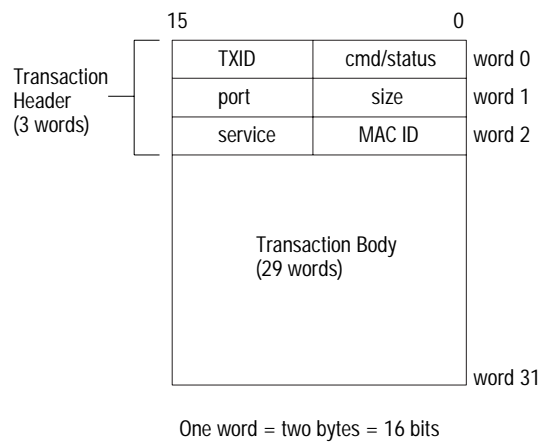 15 0
TXID cmd/status word 0
Transaction
Header
(3 words)
port size word 1
service MAC ID word 2
Transaction Body
(29 words)
word 31
One word = two bytes = 16 bits